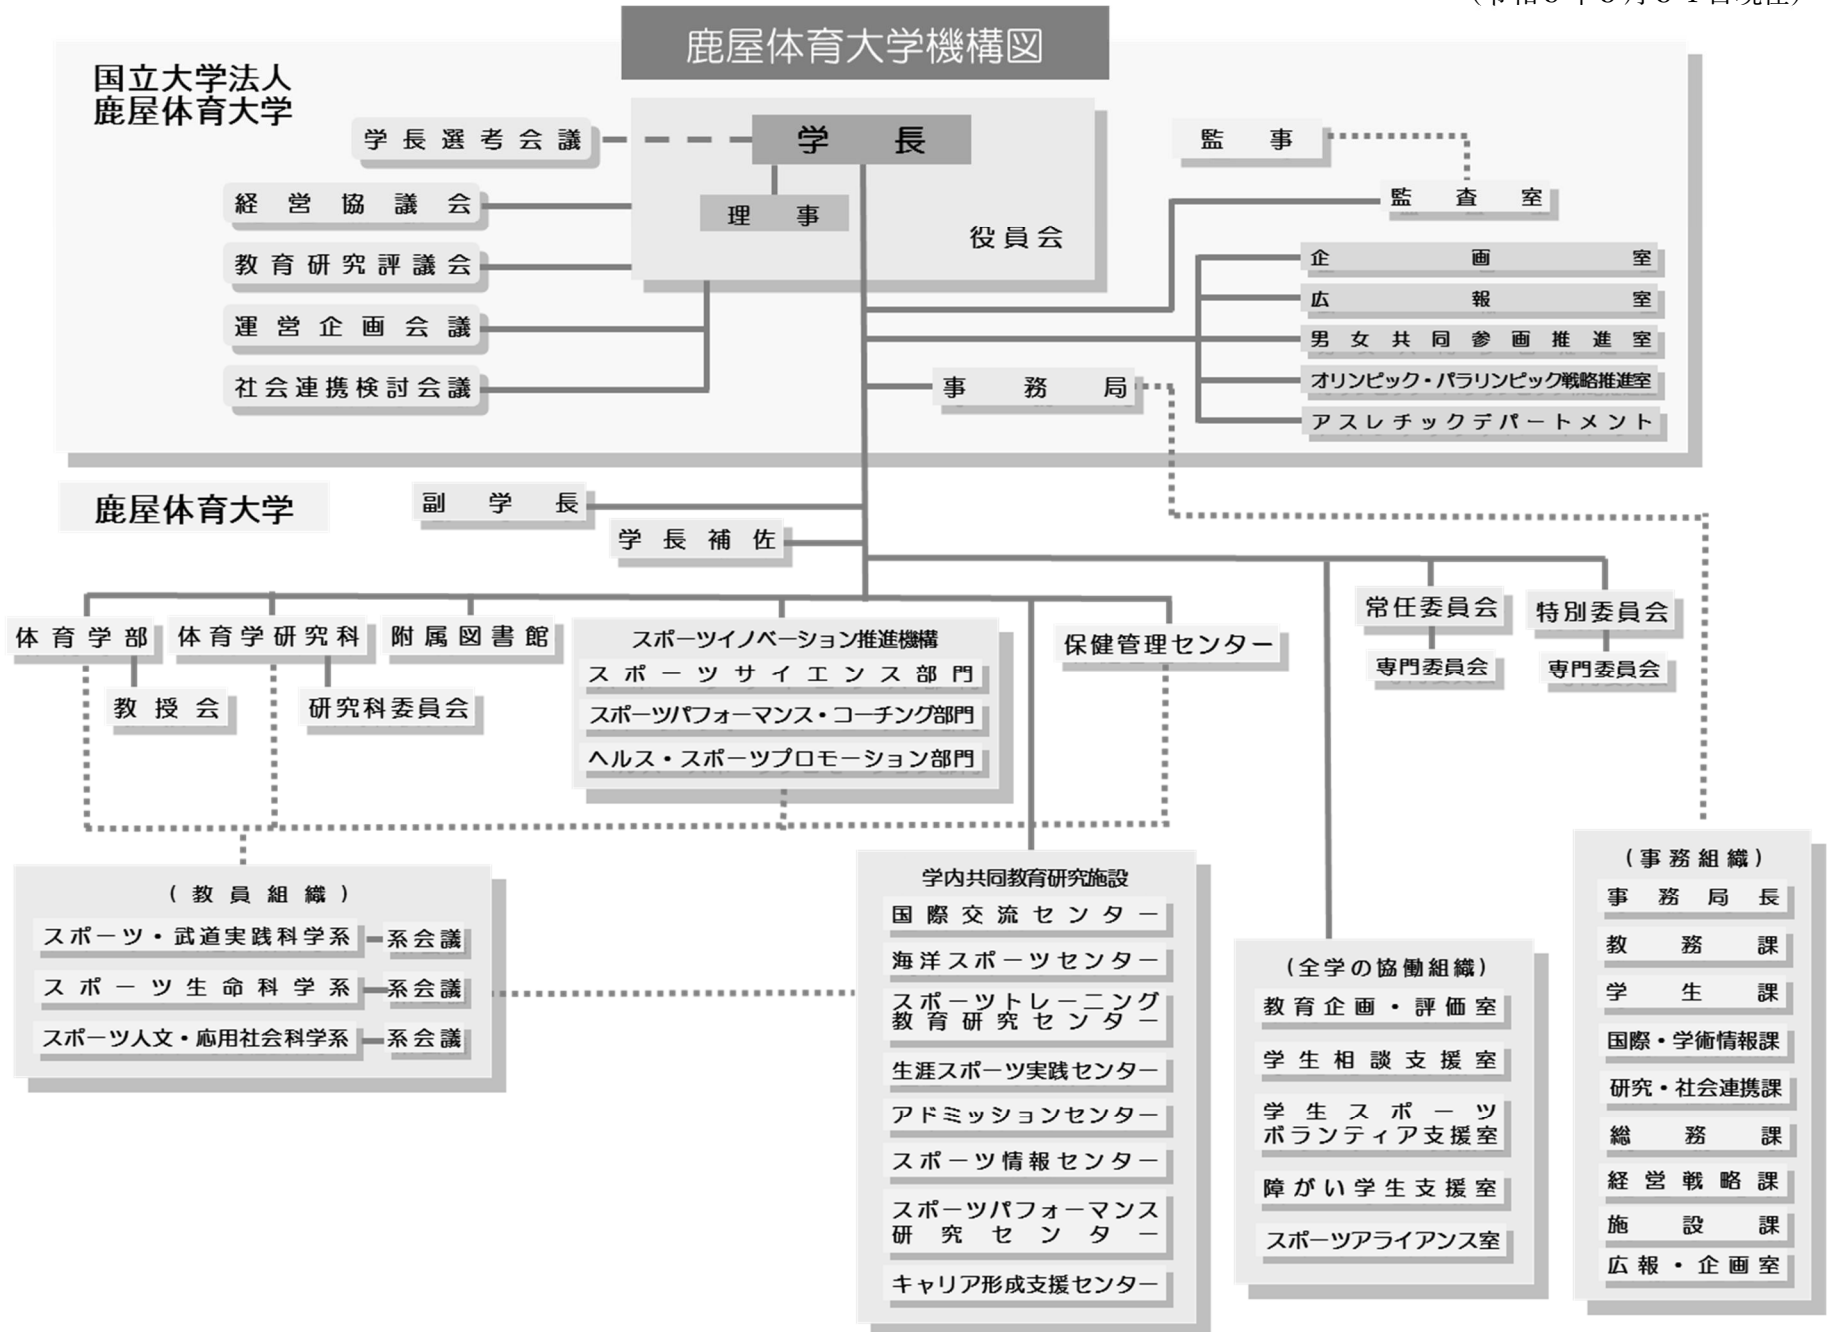 鹿屋体育大学機構図
国立大学法人
鹿屋体育大学
学長選考会議
学長
監事
経営協議会
理事
監査室
役員会
教育研究評議会
企画室
広報室
運営企画会議
男女共同参画推進室
社会連携検討会議
事務局
オリンピック・パラリンピック戦略推進室
アスレチックデパートメント
鹿屋体育大学
副学長
学長補佐
体育学部
体育学研究科
附属図書館
スポーツイノベーション推進機構
保健管理センター
常任委員会
特別委員会
スポーツサイエンス部門
専門委員会
専門委員会
教授会
研究科委員会
スポーツパフォーマンス・コーチング部門
ヘルス・スポーツプロモーション部門
(教員組織)
スポーツ・武道実践科学系
系会議
スポーツ生命科学系
系会議
スポーツ人文・応用社会科学系
系会議
学内共同教育研究施設
国際交流センター
海洋スポーツセンター
スポーツトレーニング
教育研究センター
生涯スポーツ実践センター
アドミッションセンター
スポーツ情報センター
スポーツパフォーマンス
研究センター
キャリア形成支援センター
(全学の協働組織)
教育企画・評価室
学生相談支援室
学生スポーツ
ボランティア支援室
障がい学生支援室
スポーツアライアンス室
(事務組織)
事務局長
教務課
学生課
国際・学術情報課
研究・社会連携課
総務課
経営戦略課
施設課
広報・企画室